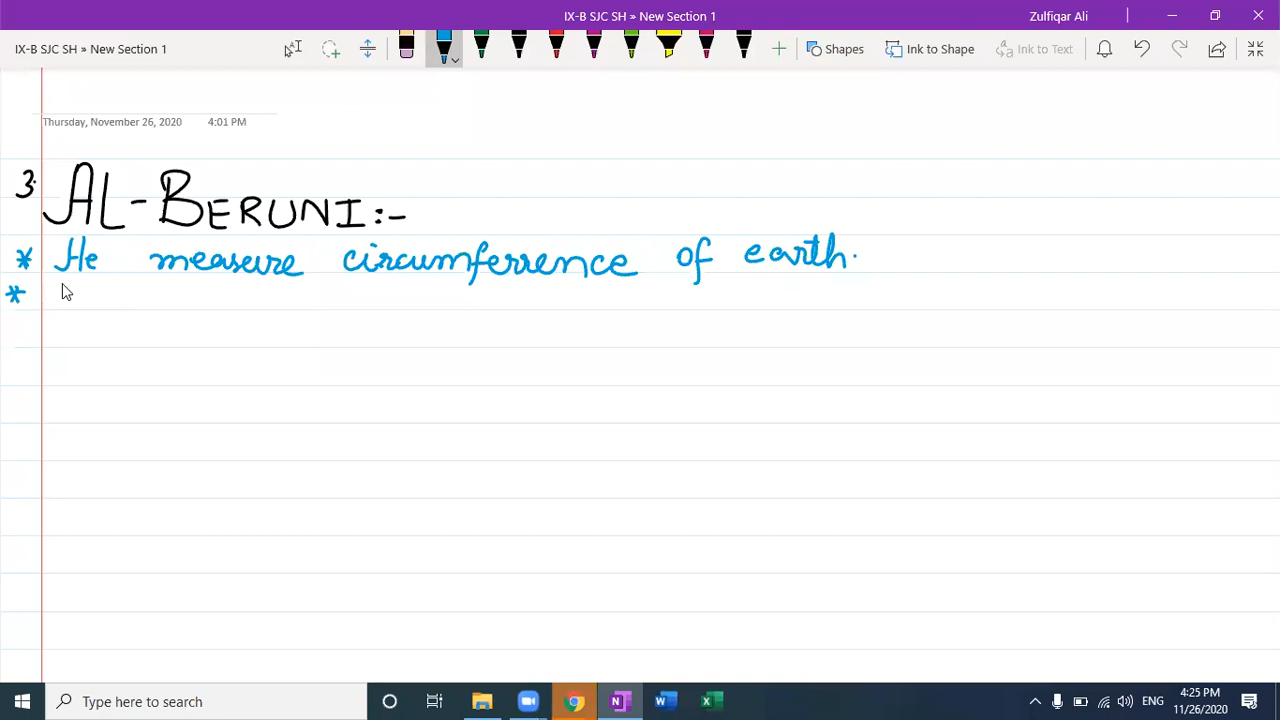 IX-B SJC SH » New Section 1
Zulfiqar Ali
IX-B SJC SH » New Section 1
Shapes
Ink to Shape
Ink to Text
Thursday, November 26, 2020 4:01 PM
3. AL-BERUNI:-
* He measure circumferrence of earth.
*
Type here to search
ENG
4:25 PM
11/26/2020